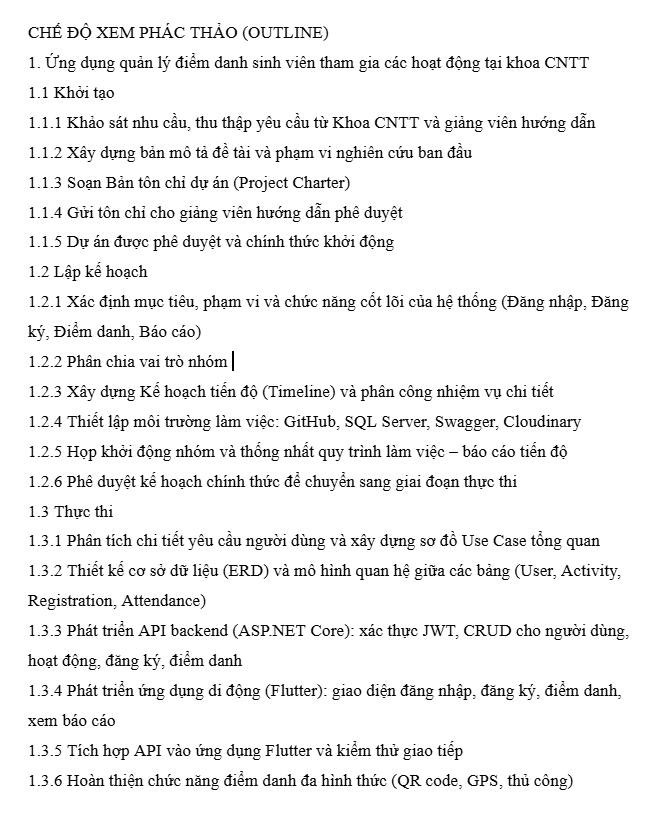 CHẾ ĐỘ XEM PHÁC THẢO (OUTLINE)
1. Ứng dụng quản lý điểm danh sinh viên tham gia các hoạt động tại khoa CNTT
1.1 Khởi tạo
1.1.1 Khảo sát nhu cầu, thu thập yêu cầu từ Khoa CNTT và giảng viên hướng dẫn
1.1.2 Xây dựng bản mô tả đề tài và phạm vi nghiên cứu ban đầu
1.1.3 Soạn Bản tôn chỉ dự án (Project Charter)
1.1.4 Gửi tôn chỉ cho giảng viên hướng dẫn phê duyệt
1.1.5 Dự án được phê duyệt và chính thức khởi động
1.2 Lập kế hoạch
1.2.1 Xác định mục tiêu, phạm vi và chức năng cốt lõi của hệ thống (Đăng nhập, Đăng
ký, Điểm danh, Báo cáo)
1.2.2 Phân chia vai trò nhóm
1.2.3 Xây dựng Kế hoạch tiến độ (Timeline) và phân công nhiệm vụ chi tiết
1.2.4 Thiết lập môi trường làm việc: GitHub, SQL Server, Swagger, Cloudinary
1.2.5 Họp khởi động nhóm và thống nhất quy trình làm việc – báo cáo tiến độ
1.2.6 Phê duyệt kế hoạch chính thức để chuyển sang giai đoạn thực thi
1.3 Thực thi
1.3.1 Phân tích chi tiết yêu cầu người dùng và xây dựng sơ đồ Use Case tổng quan
1.3.2 Thiết kế cơ sở dữ liệu (ERD) và mô hình quan hệ giữa các bảng (User, Activity,
Registration, Attendance)
1.3.3 Phát triển API backend (ASP.NET Core): xác thực JWT, CRUD cho người dùng,
hoạt động, đăng ký, điểm danh
1.3.4 Phát triển ứng dụng di động (Flutter): giao diện đăng nhập, đăng ký, điểm danh,
xem báo cáo
1.3.5 Tích hợp API vào ứng dụng Flutter và kiểm thử giao tiếp
1.3.6 Hoàn thiện chức năng điểm danh đa hình thức (QR code, GPS, thủ công)